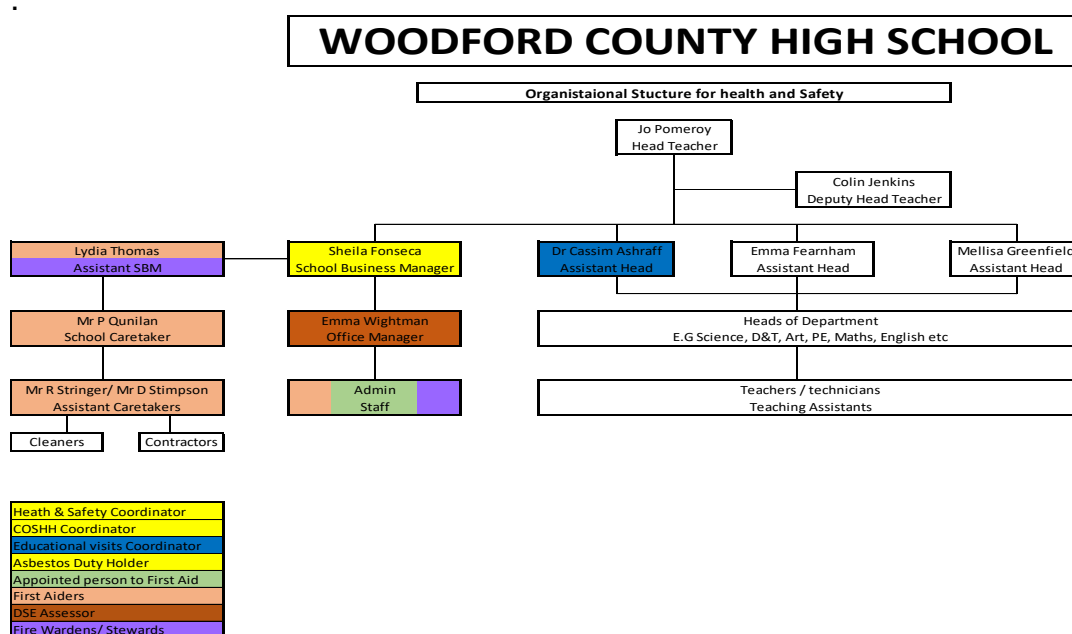 .
WOODFORD COUNTY HIGH SCHOOL
Organistaional Stucture for health and Safety
Jo Pomeroy
Head Teacher
Colin Jenkins
Deputy Head Teacher
Lydia Thomas
Assistant SBM
Sheila Fonseca
School Business Manager
Dr Cassim Ashraff
Assistant Head
Emma Fearnham
Assistant Head
Mellisa Greenfield
Assistant Head
Mr P Qunilan
School Caretaker
Emma Wightman
Office Manager
Heads of Department
E.G Science, D&T, Art, PE, Maths, English etc
Mr R Stringer/ Mr D Stimpson
Assistant Caretakers
Admin
Staff
Teachers / technicians
Teaching Assistants
Cleaners
Contractors
Heath & Safety Coordinator
COSHH Coordinator
Educational visits Coordinator
Asbestos Duty Holder
Appointed person to First Aid
First Aiders
DSE Assessor
Fire Wardens/ Stewards